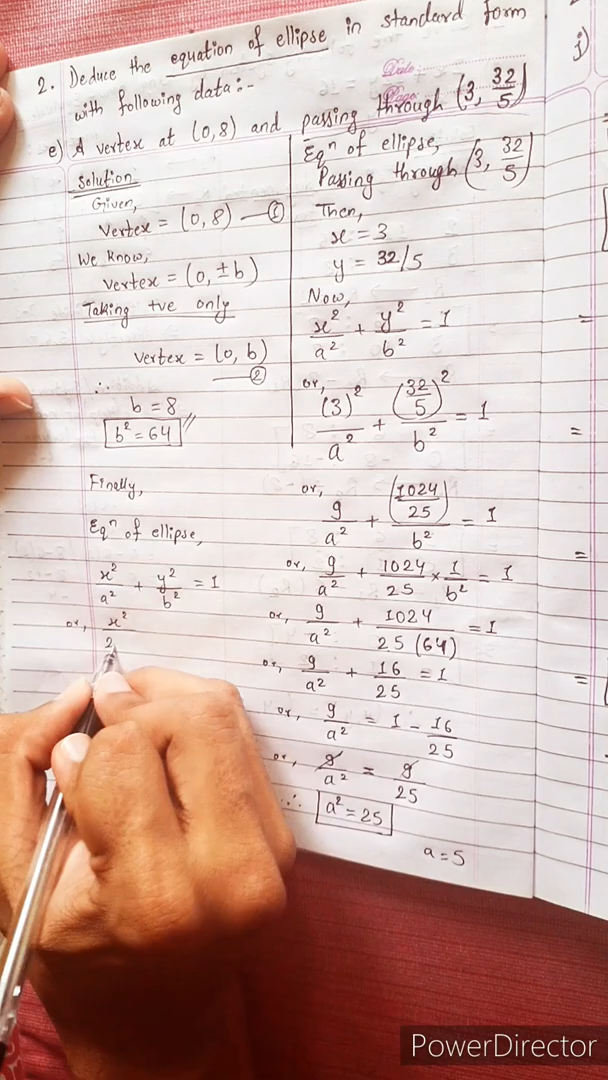 2. Deduce the equation of ellipse in standard form
with following data:-
Date:
Page:
e) A vertex at (0,8) and passing through (3, 32/5)
Solution
Given,
Vertex = (0,8) — ①
We know,
vertex = (0, ±b)
Taking +ve only
vertex = (0, b)
— ②
∴
b = 8
b² = 64 //
Eqⁿ of ellipse,
Passing through (3, 32/5)
Then,
x = 3
y = 32/5
Now,
x²/a² + y²/b² = 1
or, (3)²/a² + (32/5)²/b² = 1
or, 9/a² + (1024/25)/b² = 1
or, 9/a² + 1024/25 × 1/b² = 1
or, 9/a² + 1024/25(64) = 1
or, 9/a² + 16/25 = 1
or, 9/a² = 1 - 16/25
or, 9/a² = 9/25
∴ a² = 25
a = 5
Finally,
Eqⁿ of ellipse,
x²/a² + y²/b² = 1
or, x²/2
j)
=
=
=
=
PowerDirector